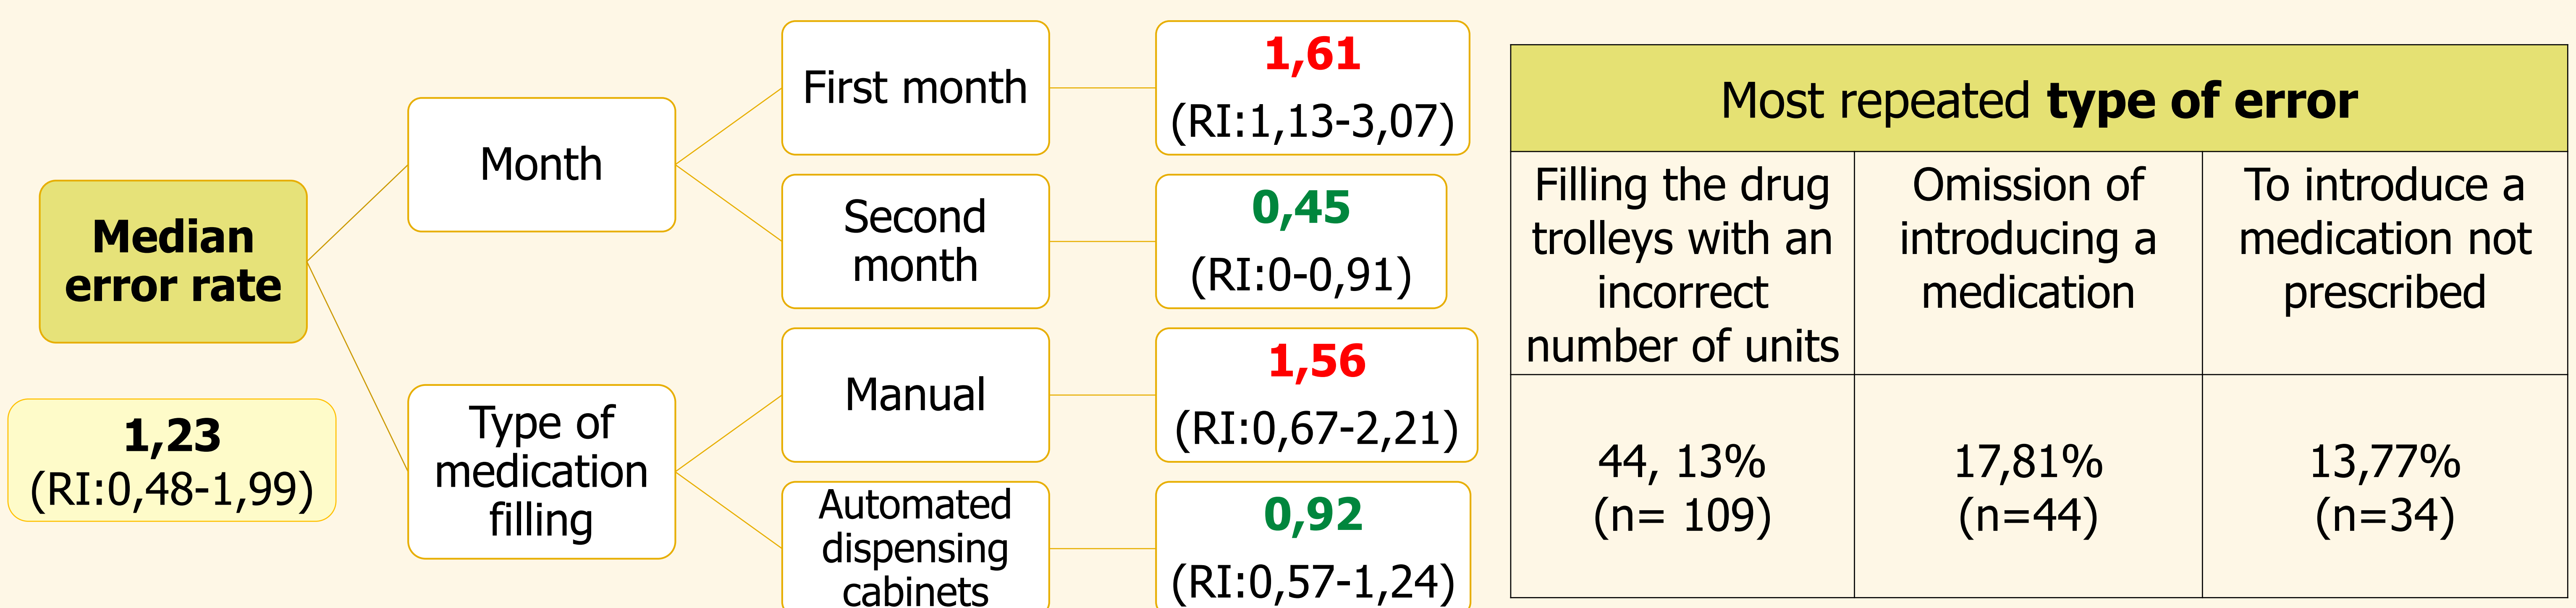 Median
error rate
1,23
(RI:0,48-1,99)
Month
First month
1,61
(RI:1,13-3,07)
Second
month
0,45
(RI:0-0,91)
Type of
medication
filling
Manual
1,56
(RI:0,67-2,21)
Automated
dispensing
cabinets
0,92
(RI:0,57-1,24)
Most repeated type of error
Filling the drug
trolleys with an
incorrect
number of units
Omission of
introducing a
medication
To introduce a
medication not
prescribed
44, 13%
(n= 109)
17,81%
(n=44)
13,77%
(n=34)